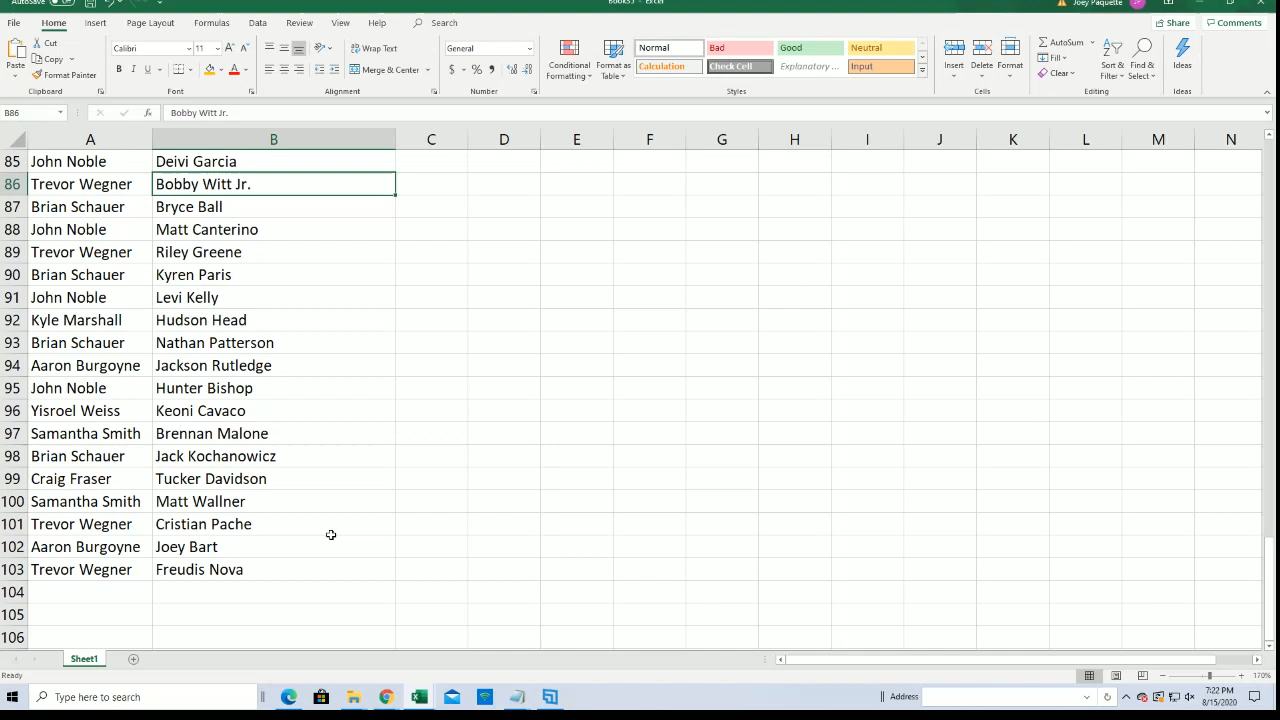 AutoSave Off
Book33 - Excel
Joey Paquette
File Home Insert Page Layout Formulas Data Review View Help Search Share Comments
Paste Cut Copy Format Painter
Calibri 11
B I U
Wrap Text
Merge & Center
General
$ % ,
Conditional Formatting Format as Table
Normal Bad Good Neutral
Calculation Check Cell Explanatory ... Input
Insert Delete Format
AutoSum Fill Clear
Sort & Filter Find & Select
Ideas
Clipboard Font Alignment Number Styles Cells Editing Ideas
B86 fx Bobby Witt Jr.
A B C D E F G H I J K L M N
85 John Noble Deivi Garcia
86 Trevor Wegner Bobby Witt Jr.
87 Brian Schauer Bryce Ball
88 John Noble Matt Canterino
89 Trevor Wegner Riley Greene
90 Brian Schauer Kyren Paris
91 John Noble Levi Kelly
92 Kyle Marshall Hudson Head
93 Brian Schauer Nathan Patterson
94 Aaron Burgoyne Jackson Rutledge
95 John Noble Hunter Bishop
96 Yisroel Weiss Keoni Cavaco
97 Samantha Smith Brennan Malone
98 Brian Schauer Jack Kochanowicz
99 Craig Fraser Tucker Davidson
100 Samantha Smith Matt Wallner
101 Trevor Wegner Cristian Pache
102 Aaron Burgoyne Joey Bart
103 Trevor Wegner Freudis Nova
104
105
106
Sheet1
Ready 170%
Type here to search
Address
7:22 PM
8/15/2020